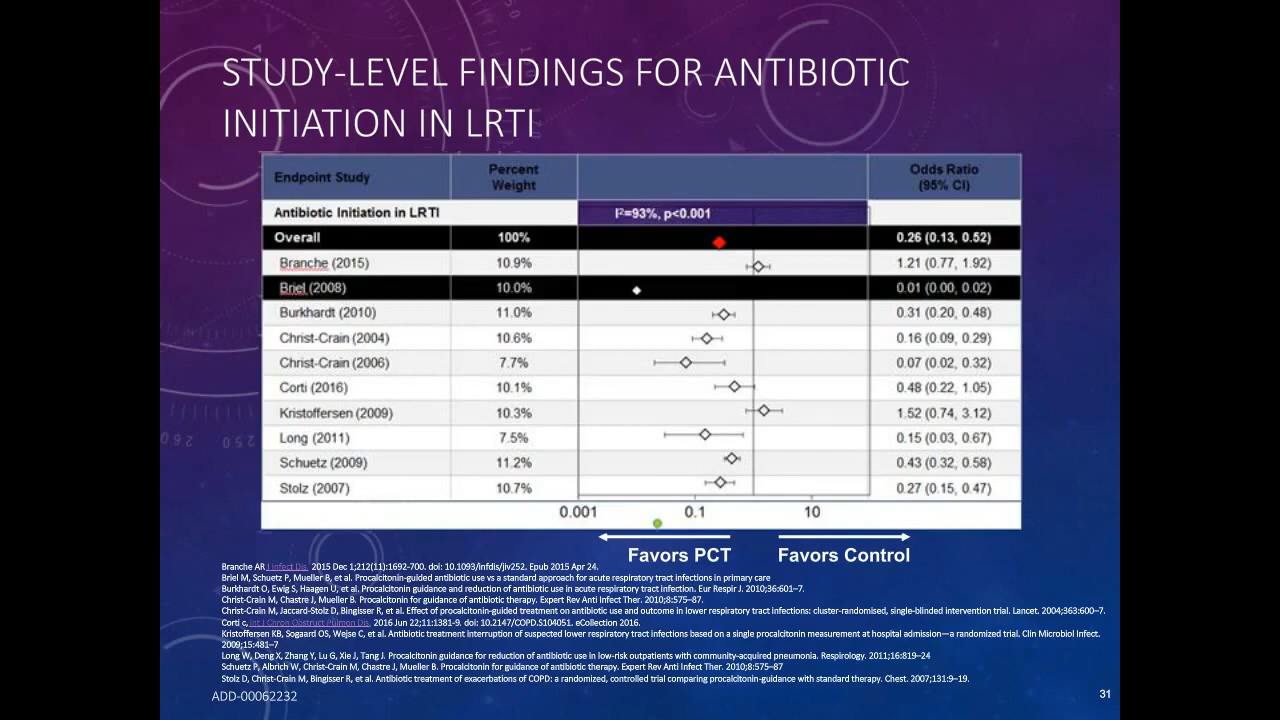 STUDY-LEVEL FINDINGS FOR ANTIBIOTIC
INITIATION IN LRTI
Endpoint Study Percent Weight Odds Ratio (95% CI)
Antibiotic Initiation in LRTI I²=93%, p<0.001
Overall 100% 0.26 (0.13, 0.52)
Branche (2015) 10.9% 1.21 (0.77, 1.92)
Briel (2008) 10.0% 0.01 (0.00, 0.02)
Burkhardt (2010) 11.0% 0.31 (0.20, 0.48)
Christ-Crain (2004) 10.6% 0.16 (0.09, 0.29)
Christ-Crain (2006) 7.7% 0.07 (0.02, 0.32)
Corti (2016) 10.1% 0.48 (0.22, 1.05)
Kristoffersen (2009) 10.3% 1.52 (0.74, 3.12)
Long (2011) 7.5% 0.15 (0.03, 0.67)
Schuetz (2009) 11.2% 0.43 (0.32, 0.58)
Stolz (2007) 10.7% 0.27 (0.15, 0.47)
0.001 0.1 10
Favors PCT Favors Control
Branche AR J Infect Dis. 2015 Dec 1;212(11):1692-700. doi: 10.1093/infdis/jiv252. Epub 2015 Apr 24.
Briel M, Schuetz P, Mueller B, et al. Procalcitonin-guided antibiotic use vs a standard approach for acute respiratory tract infections in primary care
Burkhardt O, Ewig S, Haagen U, et al. Procalcitonin guidance and reduction of antibiotic use in acute respiratory tract infection. Eur Respir J. 2010;36:601–7.
Christ-Crain M, Chastre J, Mueller B. Procalcitonin for guidance of antibiotic therapy. Expert Rev Anti Infect Ther. 2010;8:575–87.
Christ-Crain M, Jaccard-Stolz D, Bingisser R, et al. Effect of procalcitonin-guided treatment on antibiotic use and outcome in lower respiratory tract infections: cluster-randomised, single-blinded intervention trial. Lancet. 2004;363:600–7.
Corti c, Int J Chron Obstruct Pulmon Dis. 2016 Jun 22;11:1381-9. doi: 10.2147/COPD.S104051. eCollection 2016.
Kristoffersen KB, Sogaard OS, Wejse C, et al. Antibiotic treatment interruption of suspected lower respiratory tract infections based on a single procalcitonin measurement at hospital admission—a randomized trial. Clin Microbiol Infect.
2009;15:481–7
Long W, Deng X, Zhang Y, Lu G, Xie J, Tang J. Procalcitonin guidance for reduction of antibiotic use in low-risk outpatients with community-acquired pneumonia. Respirology. 2011;16:819–24
Schuetz P, Albrich W, Christ-Crain M, Chastre J, Mueller B. Procalcitonin for guidance of antibiotic therapy. Expert Rev Anti Infect Ther. 2010;8:575–87
Stolz D, Christ-Crain M, Bingisser R, et al. Antibiotic treatment of exacerbations of COPD: a randomized, controlled trial comparing procalcitonin-guidance with standard therapy. Chest. 2007;131:9–19.
ADD-00062232
31